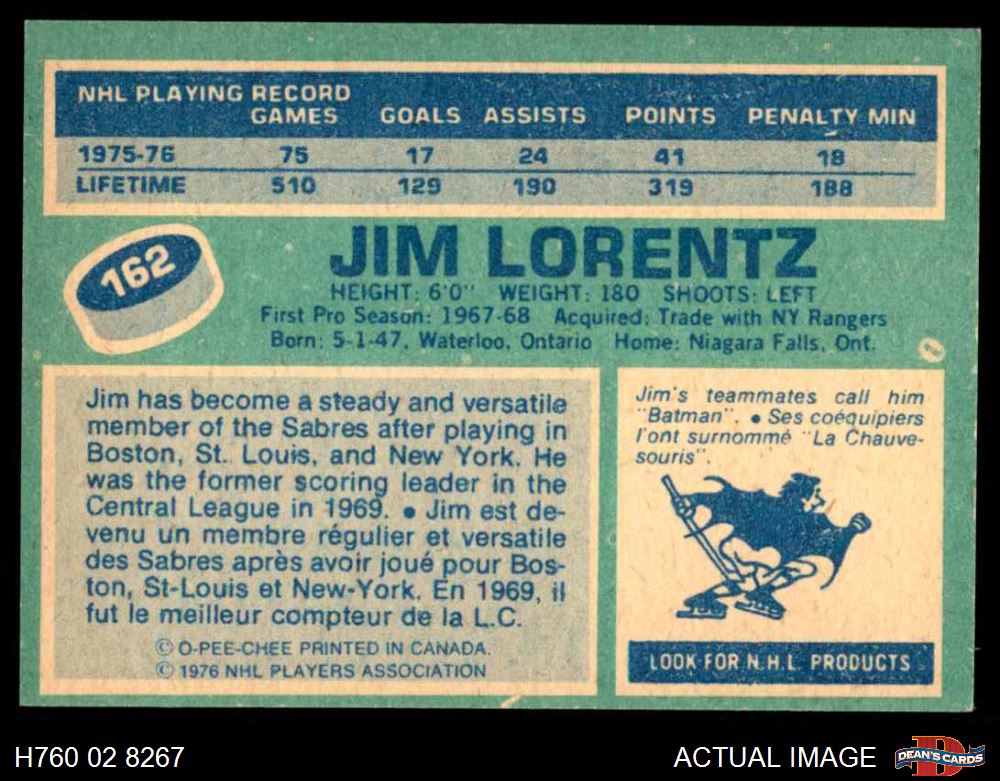 NHL PLAYING RECORD
GAMES GOALS ASSISTS POINTS PENALTY MIN
1975-76 75 17 24 41 18
LIFETIME 510 129 190 319 188
162
JIM LORENTZ
HEIGHT: 6'0" WEIGHT: 180 SHOOTS: LEFT
First Pro Season: 1967-68 Acquired: Trade with NY Rangers
Born: 5-1-47, Waterloo, Ontario Home: Niagara Falls, Ont.
Jim has become a steady and versatile
member of the Sabres after playing in
Boston, St. Louis, and New York. He
was the former scoring leader in the
Central League in 1969. • Jim est de-
venu un membre régulier et versatile
des Sabres après avoir joué pour Bos-
ton, St-Louis et New-York. En 1969, il
fut le meilleur compteur de la L.C.
© O-PEE-CHEE PRINTED IN CANADA.
© 1976 NHL PLAYERS ASSOCIATION
Jim's teammates call him
"Batman". • Ses coéquipiers
l'ont surnommé "La Chauve-
souris".
LOOK FOR N.H.L. PRODUCTS
H760 02 8267
ACTUAL IMAGE
D
DEAN'S CARDS